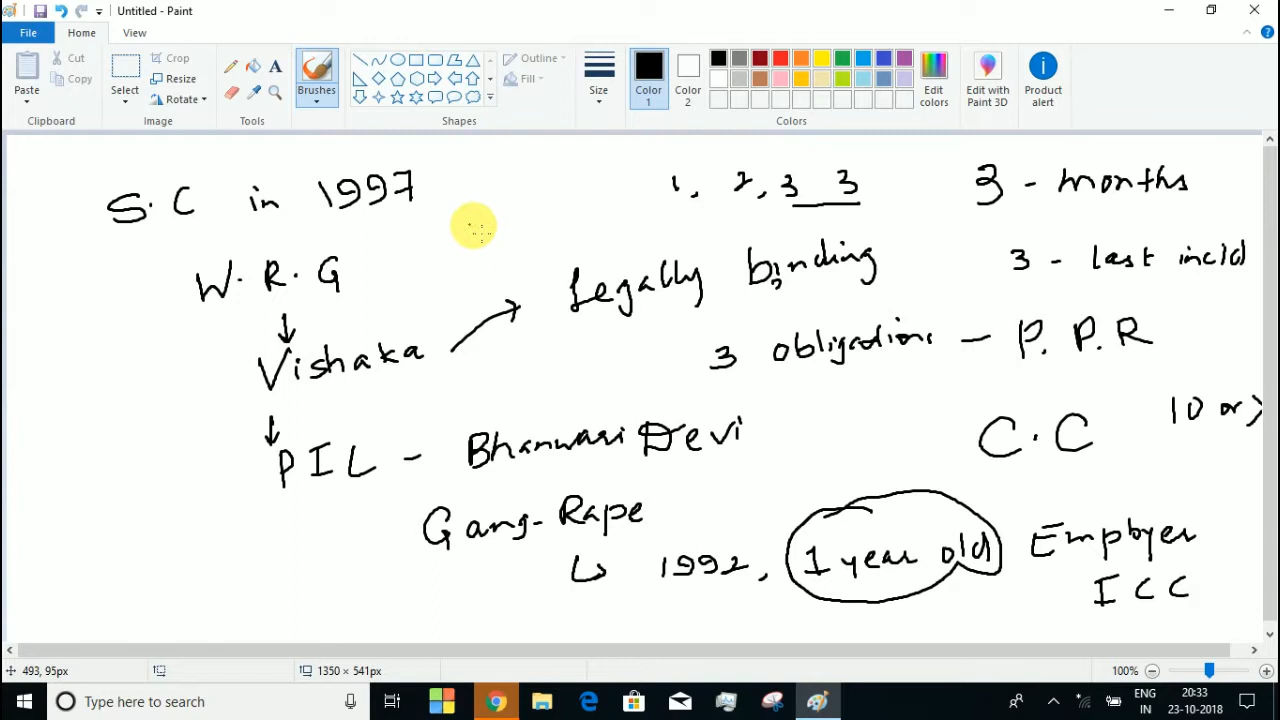 Untitled - Paint
File Home View
Paste Cut Copy Clipboard
Select Crop Resize Rotate Image
Tools
Brushes
Outline Fill Shapes
Size
Color 1 Color 2 Edit colors Colors
Edit with Paint 3D
Product alert
S.C in 1997
W.R.G
↓
Vishaka →
↓
PIL - Bhanwari Devi
Gang-Rape
↳ 1992, 1 year old
1, 2, 3 3
Legally binding
3 obligations - P. P. R
3 - months
3 - last incid
C.C
10 or >
Employer
ICC
493, 95px
1350 × 541px
100%
Type here to search
ENG IN
20:33
23-10-2018